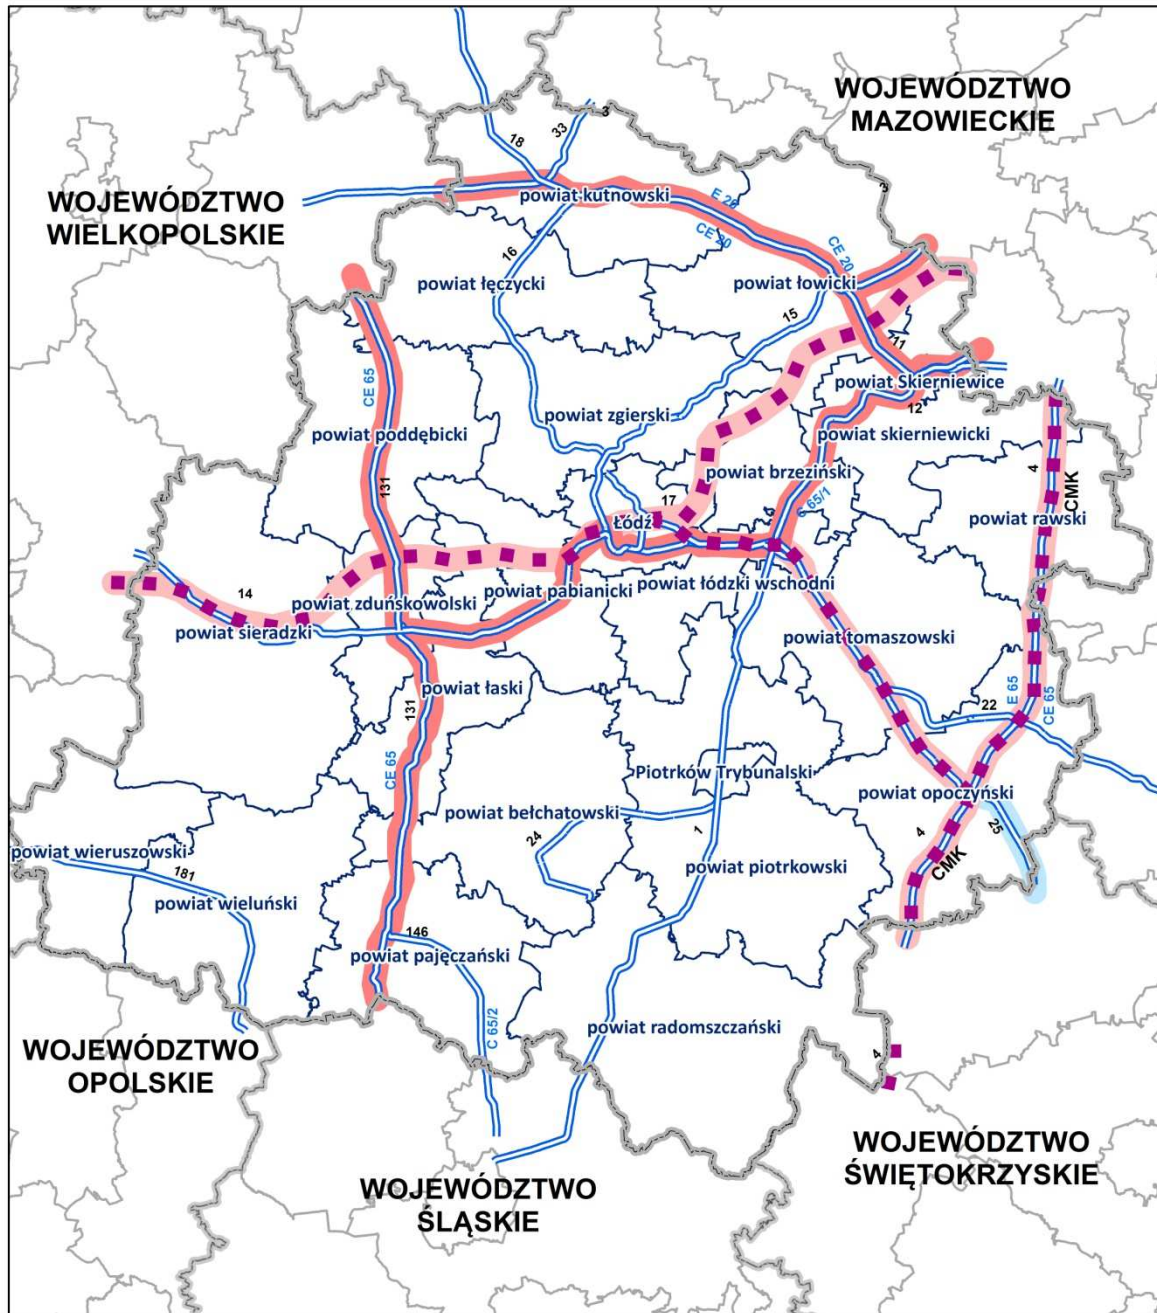 WOJEWÓDZTWO
MAZOWIECKIE
3
33
18
3
powiat kutnowski
WOJEWÓDZTWO
WIELKOPOLSKIE
E 20
CE 20
CE 20
16
powiat łęczycki
powiat łowicki
15
11
CE 65
powiat Skierniewice
12
powiat zgierski
powiat poddębicki
powiat skierniewicki
4
CMK
powiat brzeziński
131
17
C 65/1
Łódź
powiat rawski
14
powiat pabianicki
powiat łódzki wschodni
powiat zduńskowolski
powiat sieradzki
powiat tomaszowski
powiat łaski
131
E 65
CE 65
22
CE 65
Piotrków Trybunalski
powiat opoczyński
powiat bełchatowski
24
1
4
25
powiat wieruszowski
181
CMK
powiat piotrkowski
powiat wieluński
146
powiat pajęczański
C 65/2
powiat radomszczański
WOJEWÓDZTWO
OPOLSKIE
4
WOJEWÓDZTWO
ŚWIĘTOKRZYSKIE
WOJEWÓDZTWO
ŚLĄSKIE